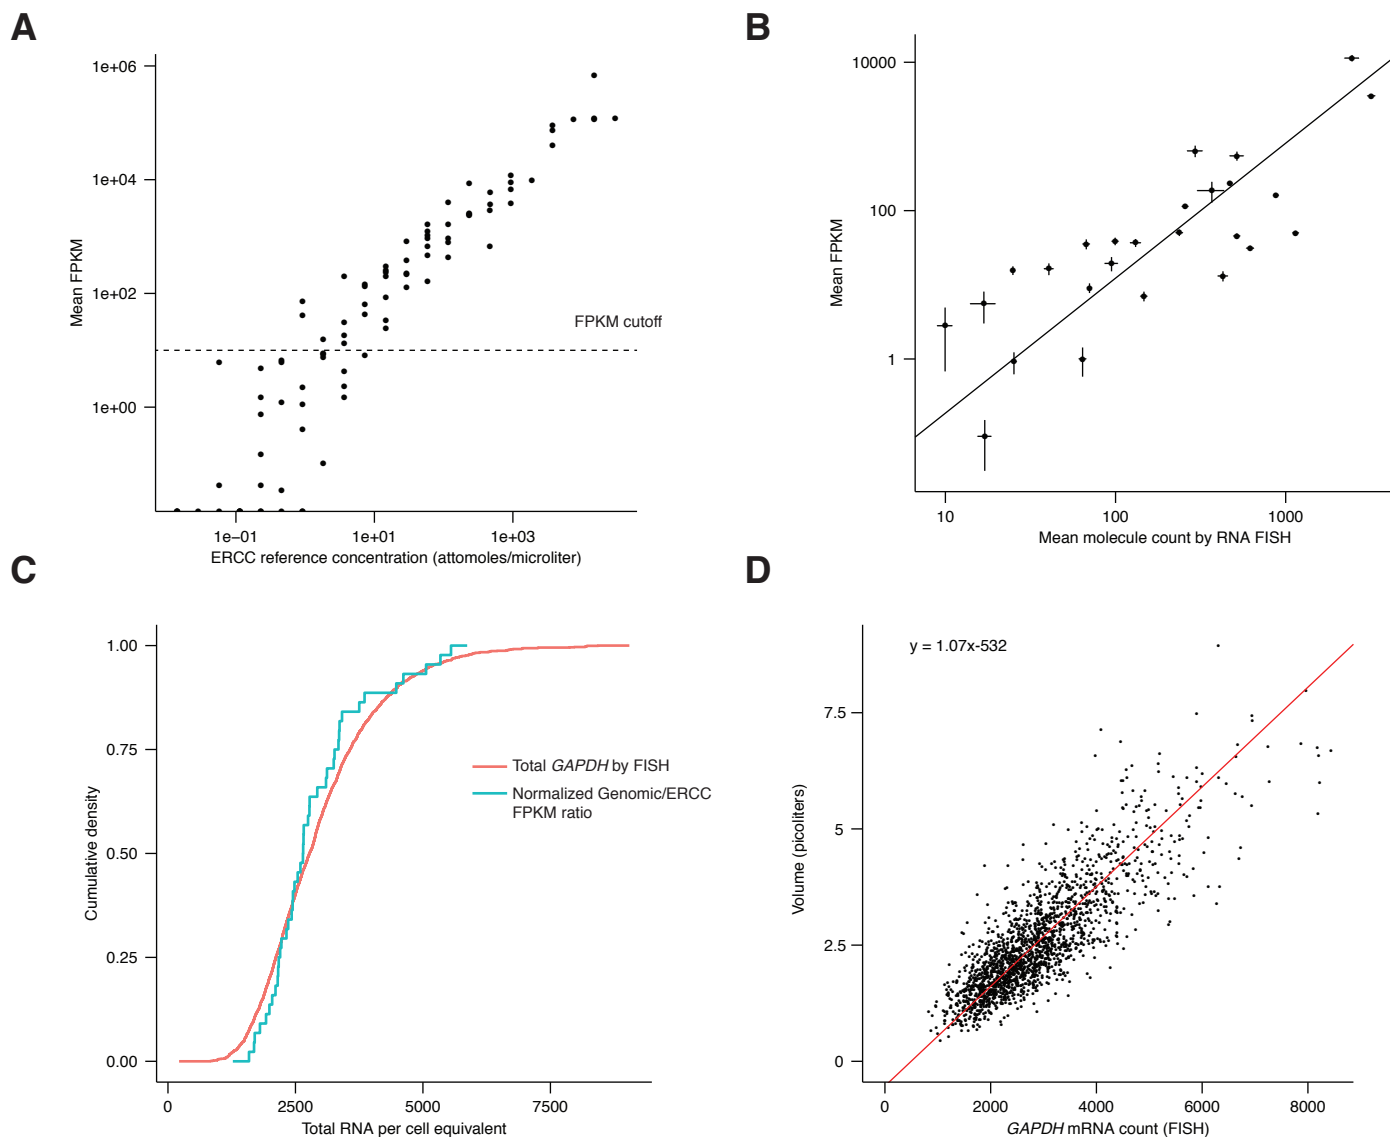 A
1e+06
1e+04
1e+02
1e+00
Mean FPKM
FPKM cutoff
1e−01
1e+01
1e+03
ERCC reference concentration (attomoles/microliter)
B
10000
100
1
Mean FPKM
10
100
1000
Mean molecule count by RNA FISH
C
1.00
0.75
0.50
0.25
0.00
Cumulative density
Total GAPDH by FISH
Normalized Genomic/ERCC
FPKM ratio
0
2500
5000
7500
Total RNA per cell equivalent
D
y = 1.07x-532
7.5
5
2.5
0
Volume (picoliters)
0
2000
4000
6000
8000
GAPDH mRNA count (FISH)